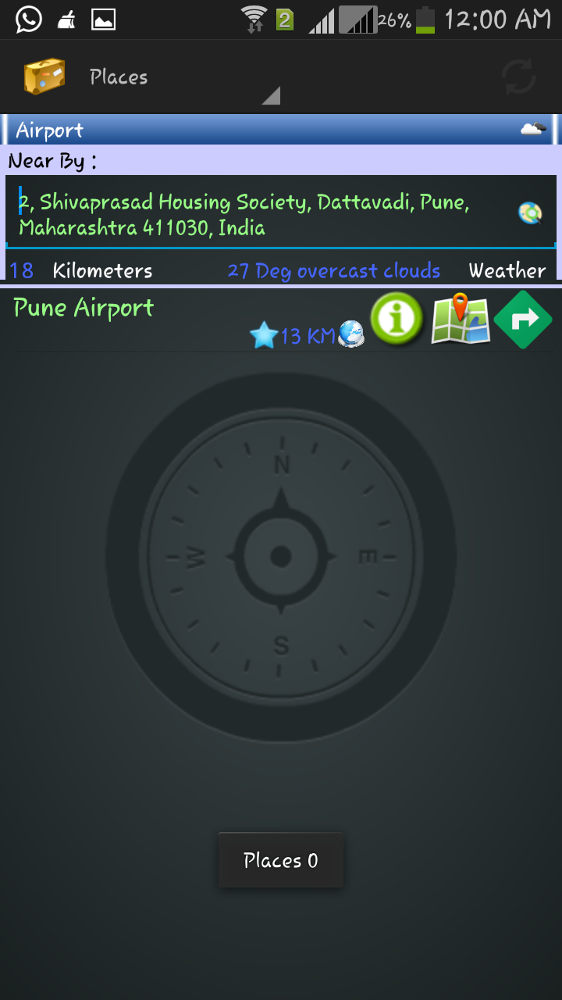 2 26% 12:00 AM
Places
Airport
Near By :
2, Shivaprasad Housing Society, Dattavadi, Pune,
Maharashtra 411030, India
18 Kilometers 27 Deg overcast clouds Weather
Pune Airport
13 KM
N
W E
S
Places 0